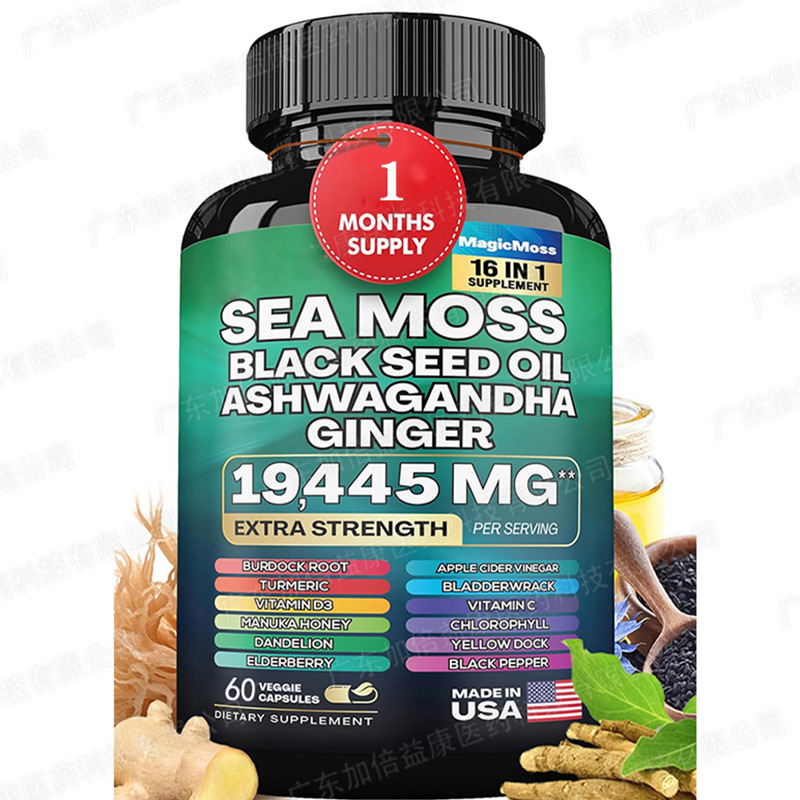 1
MONTHS
SUPPLY
MagicMoss
16 IN 1
SUPPLEMENT
SEA MOSS
BLACK SEED OIL
ASHWAGANDHA
GINGER
19,445 MG**
EXTRA STRENGTH PER SERVING
BURDOCK ROOT
TURMERIC
VITAMIN D3
MANUKA HONEY
DANDELION
ELDERBERRY
APPLE CIDER VINEGAR
BLADDERWRACK
VITAMIN C
CHLOROPHYLL
YELLOW DOCK
BLACK PEPPER
60 VEGGIE
CAPSULES
DIETARY SUPPLEMENT
MADE IN
USA
广东加倍益康医药科技有限公司